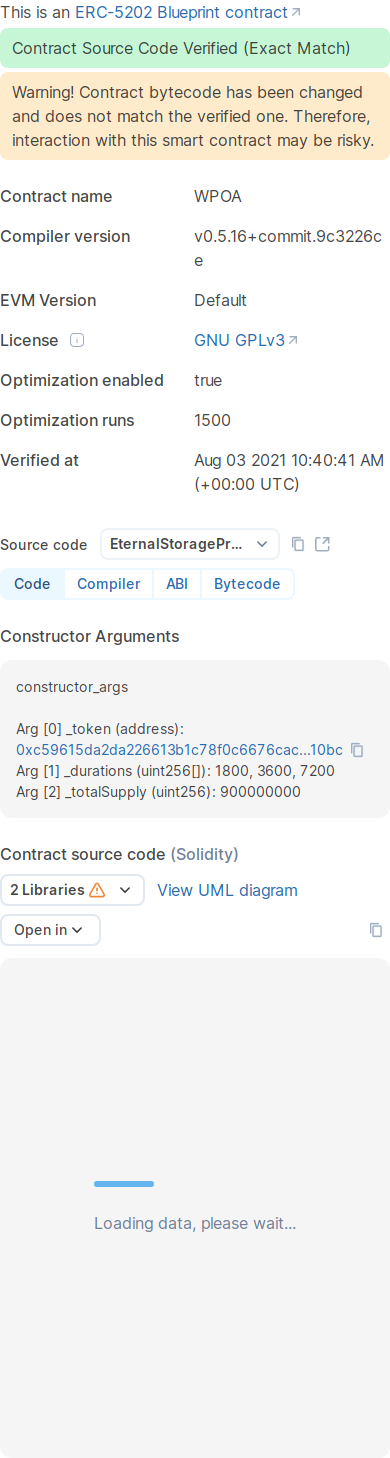 This is an ERC-5202 Blueprint contract
Contract Source Code Verified (Exact Match)
Warning! Contract bytecode has been changed
and does not match the verified one. Therefore,
interaction with this smart contract may be risky.
Contract name WPOA
Compiler version v0.5.16+commit.9c3226c
e
EVM Version Default
License GNU GPLv3
Optimization enabled true
Optimization runs 1500
Verified at Aug 03 2021 10:40:41 AM
(+00:00 UTC)
Source code EternalStoragePr...
Code Compiler ABI Bytecode
Constructor Arguments
constructor_args
Arg [0] _token (address):
0xc59615da2da226613b1c78f0c6676cac...10bc
Arg [1] _durations (uint256[]): 1800, 3600, 7200
Arg [2] _totalSupply (uint256): 900000000
Contract source code (Solidity)
2 Libraries View UML diagram
Open in
Loading data, please wait...